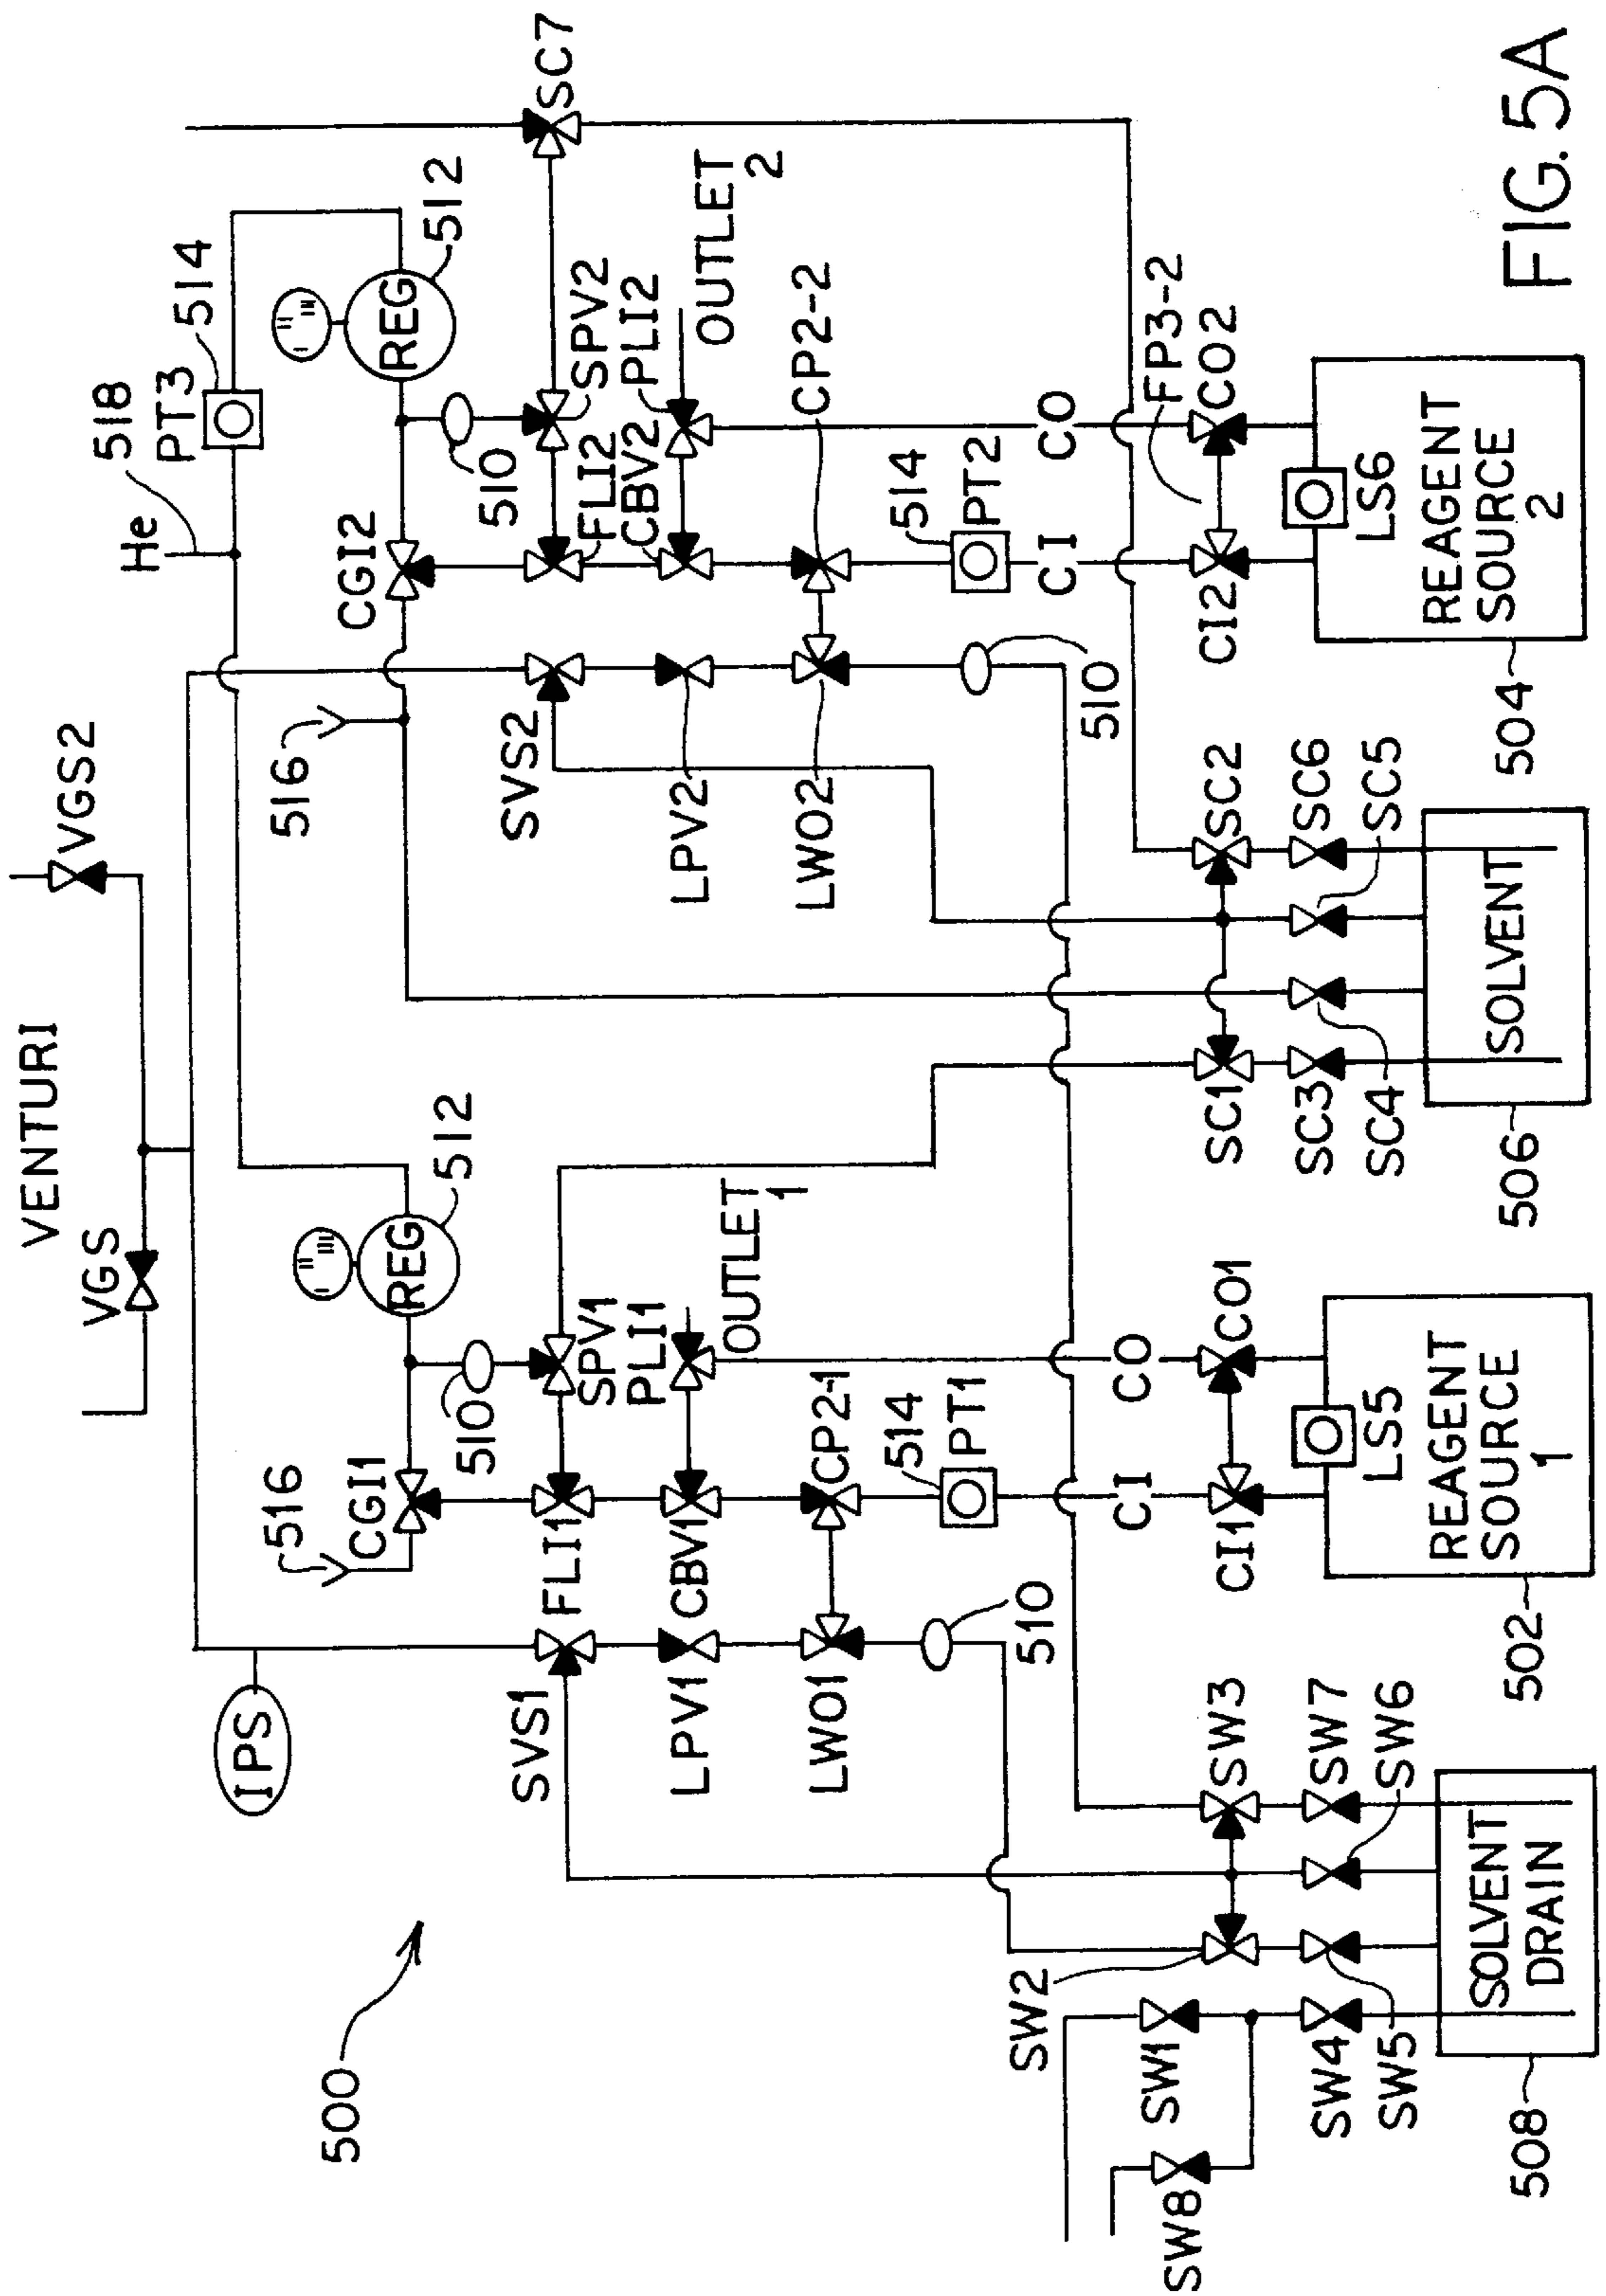 VENTURI
VGS
VGS2
He
518
PT3
514
512
REG
SC7
CGI2
510
SPV2
PLI2
OUTLET
2
FLI2
CBV2
CP2-2
516
SVS2
LPV2
LWO2
510
514
PT2
CI
CO
FP3-2
CI2
CO2
LS6
REAGENT
SOURCE
2
504
IPS
516
CGI1
512
REG
510
SPV1
PLI1
OUTLET
1
SVS1
FLI1
LPV1
CBV1
LWO1
CP2-1
514
PT1
510
CI
CO
CI1
CO1
LS5
REAGENT
SOURCE
1
502
SC1
SC2
SC3
SC4
SC6
SC5
SOLVENT
506
500
SW2
SW3
SW1
SW8
SW4
SW5
SW7
SW6
SOLVENT
DRAIN
508
FIG. 5A